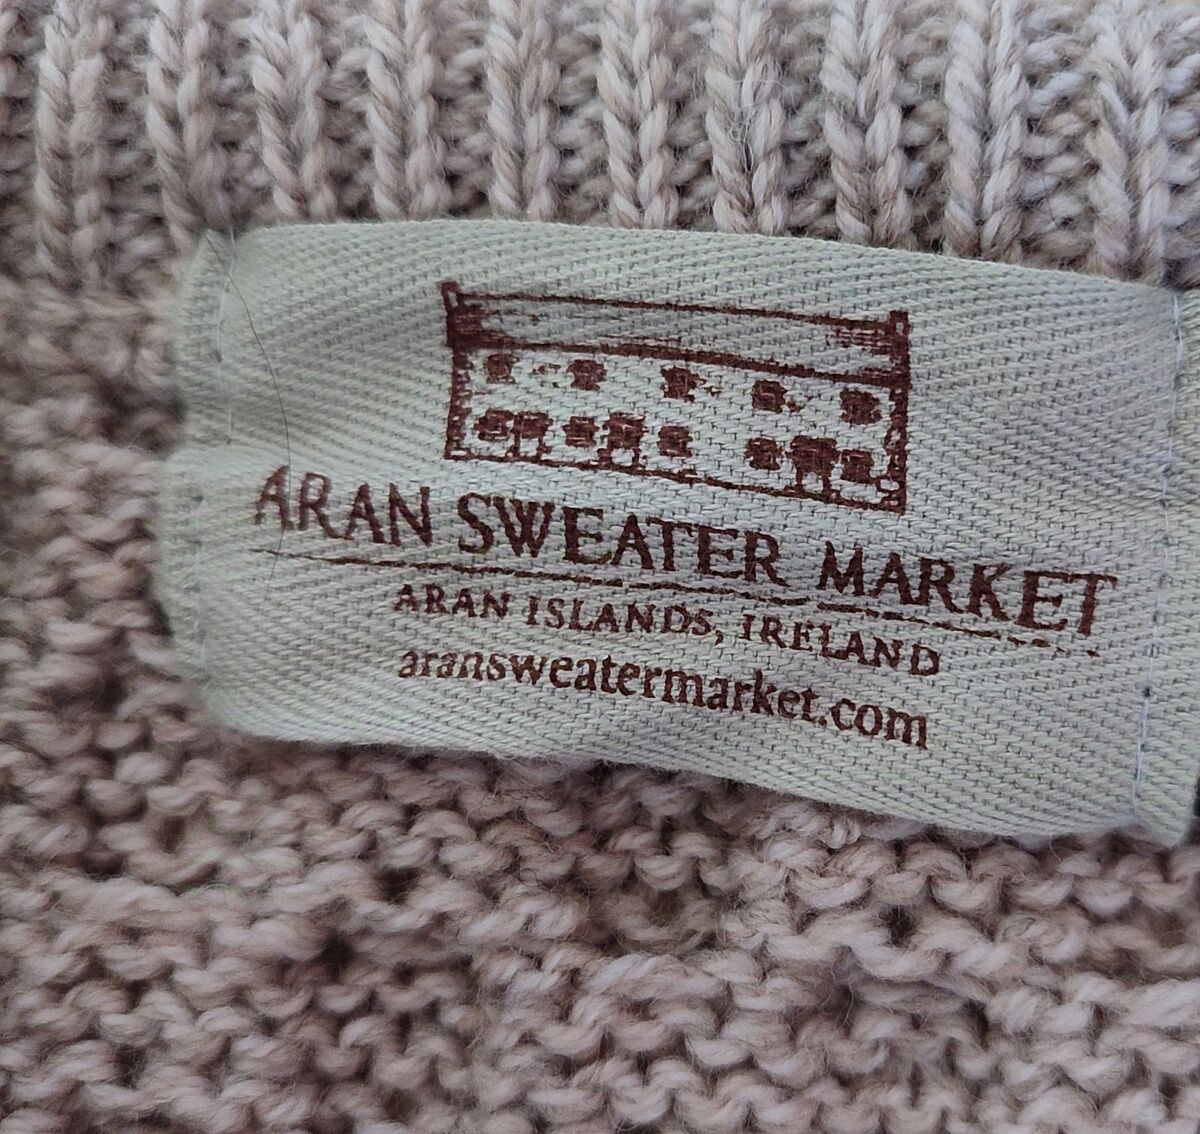 ARAN SWEATER MARKET
ARAN ISLANDS, IRELAND
aransweatermarket.com